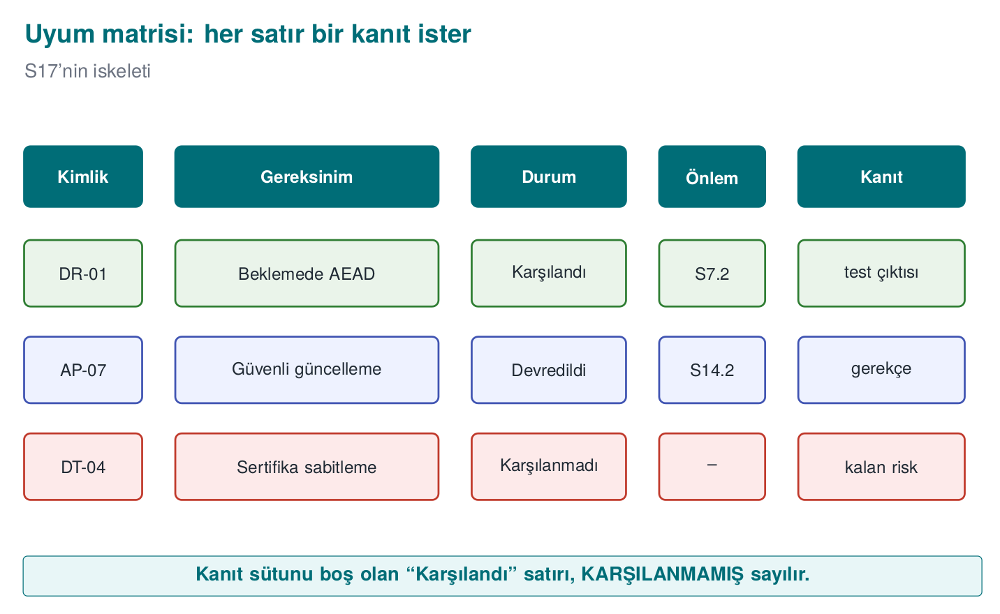 Uyum matrisi: her satır bir kanıt ister
S17’nin iskeleti
Kimlik Gereksinim Durum Önlem Kanıt
DR-01 Beklemede AEAD Karşılandı S7.2 test çıktısı
AP-07 Güvenli güncelleme Devredildi S14.2 gerekçe
DT-04 Sertifika sabitleme Karşılanmadı – kalan risk
Kanıt sütunu boş olan “Karşılandı” satırı, KARŞILANMAMIŞ sayılır.